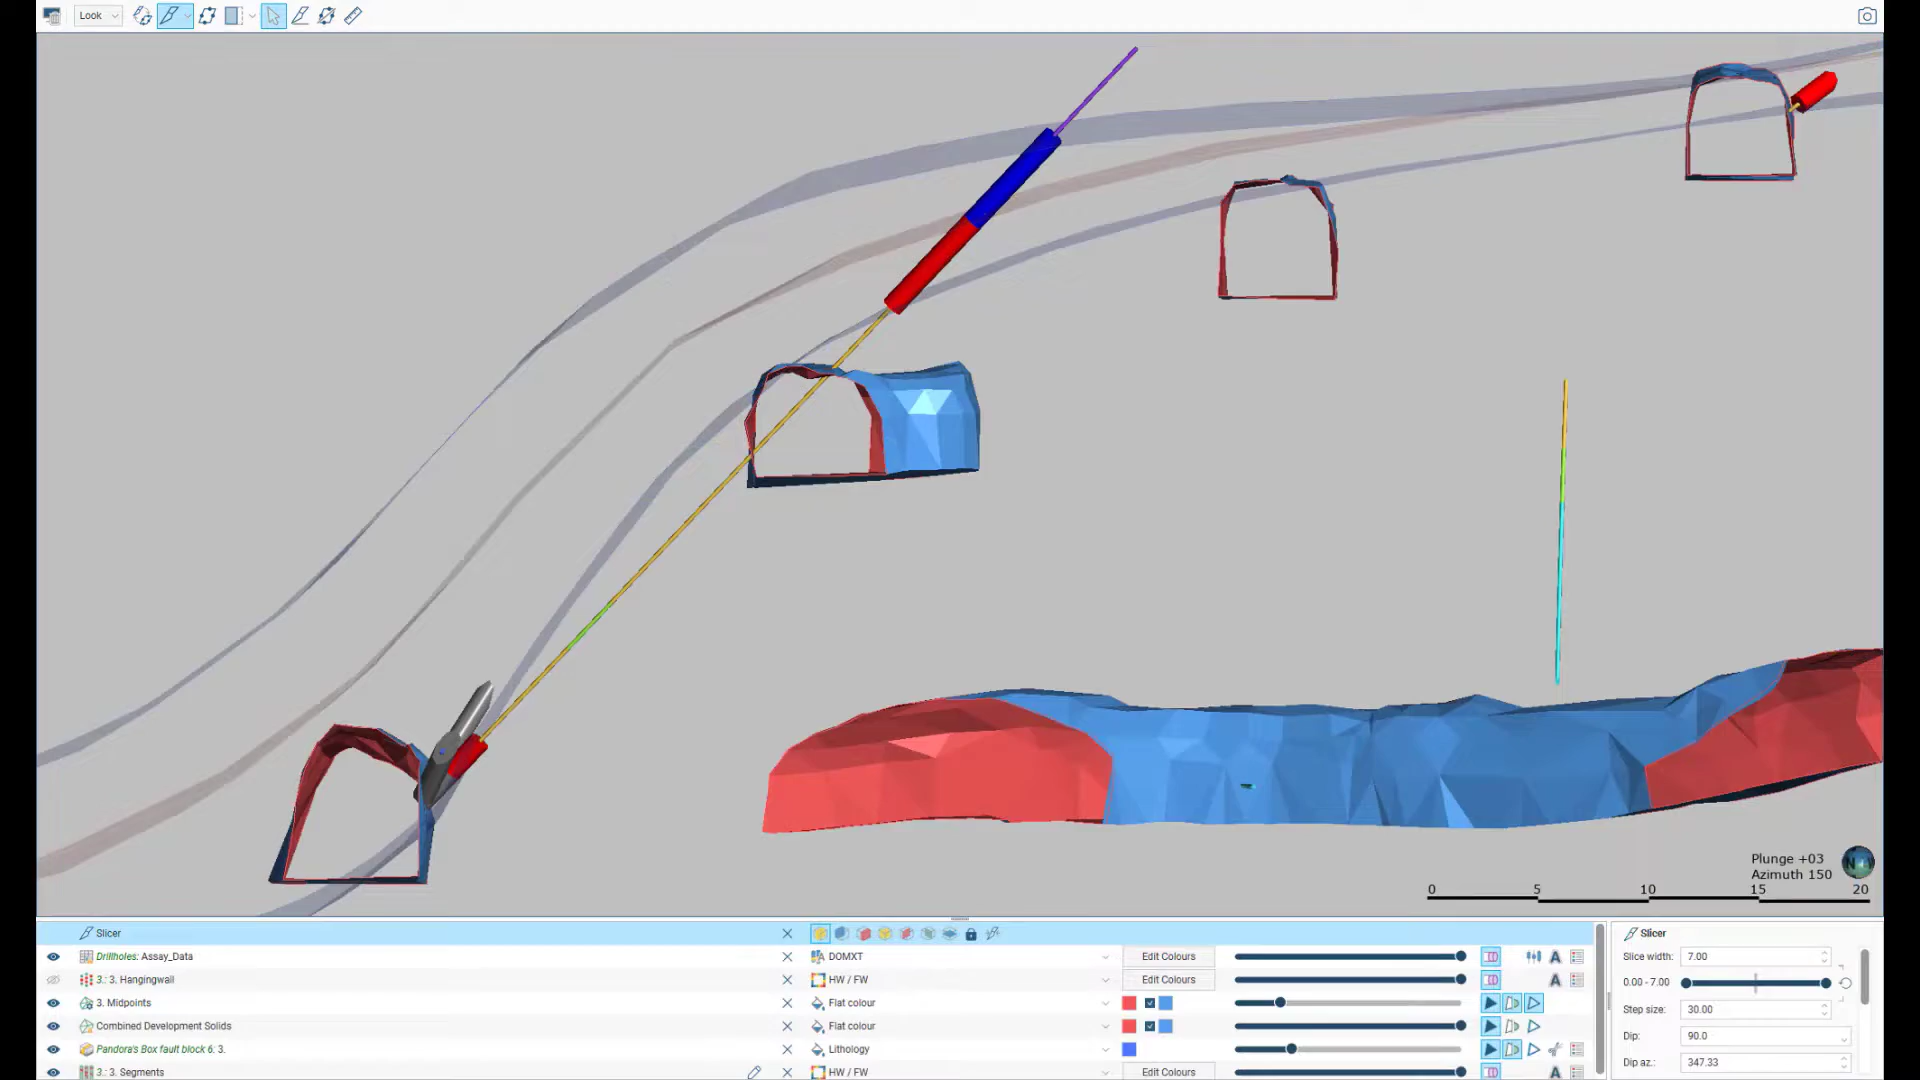 Look
Plunge +03
Azimuth 150
0 5 10 15 20
Slicer
Drillholes: Assay_Data DOMXT Edit Colours A
3.: 3. Hangingwall HW / FW Edit Colours A
3. Midpoints Flat colour
Combined Development Solids Flat colour
Pandora's Box fault block 6: 3. Lithology
3.: 3. Segments HW / FW Edit Colours A
Slicer
Slice width: 7.00
0.00 - 7.00
Step size: 30.00
Dip: 90.0
Dip az.: 347.33